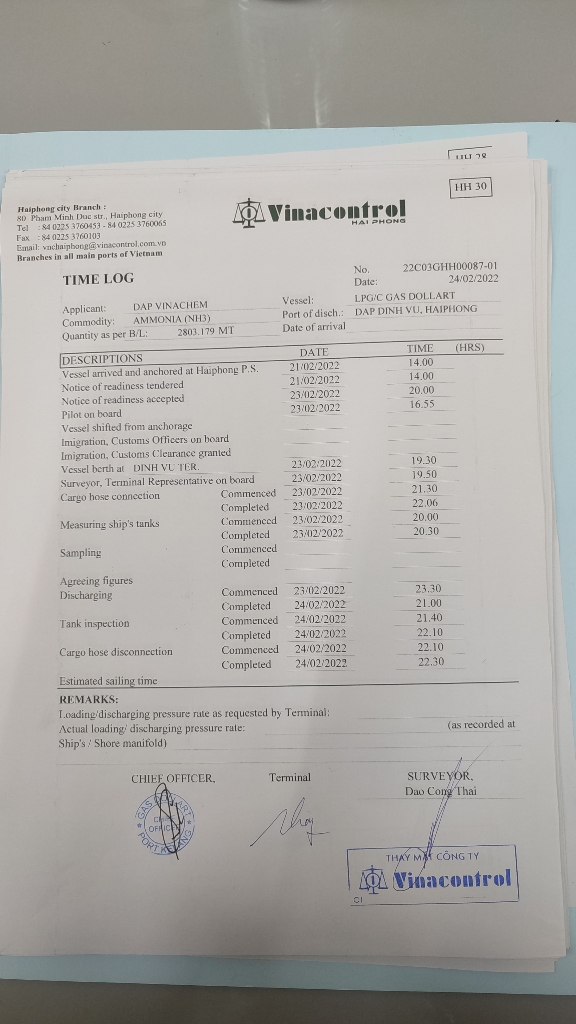 HH 30
Haiphong city Branch :
80 Pham Minh Duc str., Haiphong city
Tel : 84 0225 3760453 - 84 0225 3760065
Fax : 84 0225 3760103
Email: vnchaiphong@vinacontrol.com.vn
Branches in all main ports of Vietnam
Vinacontrol
HAI PHONG
TIME LOG
No. 22C03GHH00087-01
Date: 24/02/2022
Applicant: DAP VINACHEM
Vessel: LPG/C GAS DOLLART
Commodity: AMMONIA (NH3)
Port of disch.: DAP DINH VU, HAIPHONG
Quantity as per B/L: 2803.179 MT
Date of arrival
DESCRIPTIONS DATE TIME (HRS)
Vessel arrived and anchored at Haiphong P.S. 21/02/2022 14.00
Notice of readiness tendered 21/02/2022 14.00
Notice of readiness accepted 23/02/2022 20.00
Pilot on board 23/02/2022 16.55
Vessel shifted from anchorage
Imigration, Customs Officers on board
Imigration, Customs Clearance granted
Vessel berth at DINH VU TER. 23/02/2022 19.30
Surveyor, Terminal Representative on board 23/02/2022 19.50
Cargo hose connection Commenced 23/02/2022 21.30
Completed 23/02/2022 22.06
Measuring ship's tanks Commenced 23/02/2022 20.00
Completed 23/02/2022 20.30
Sampling Commenced
Completed
Agreeing figures
Discharging Commenced 23/02/2022 23.30
Completed 24/02/2022 21.00
Tank inspection Commenced 24/02/2022 21.40
Completed 24/02/2022 22.10
Cargo hose disconnection Commenced 24/02/2022 22.10
Completed 24/02/2022 22.30
Estimated sailing time
REMARKS:
Loading/discharging pressure rate as requested by Terminal:
Actual loading/ discharging pressure rate: (as recorded at
Ship's / Shore manifold)
CHIEF OFFICER, Terminal SURVEYOR,
Dao Cong Thai
GAS DOLLART
CHIEF
OFFICER
PORT KLANG
THAY MẶT CÔNG TY
Vinacontrol
CI